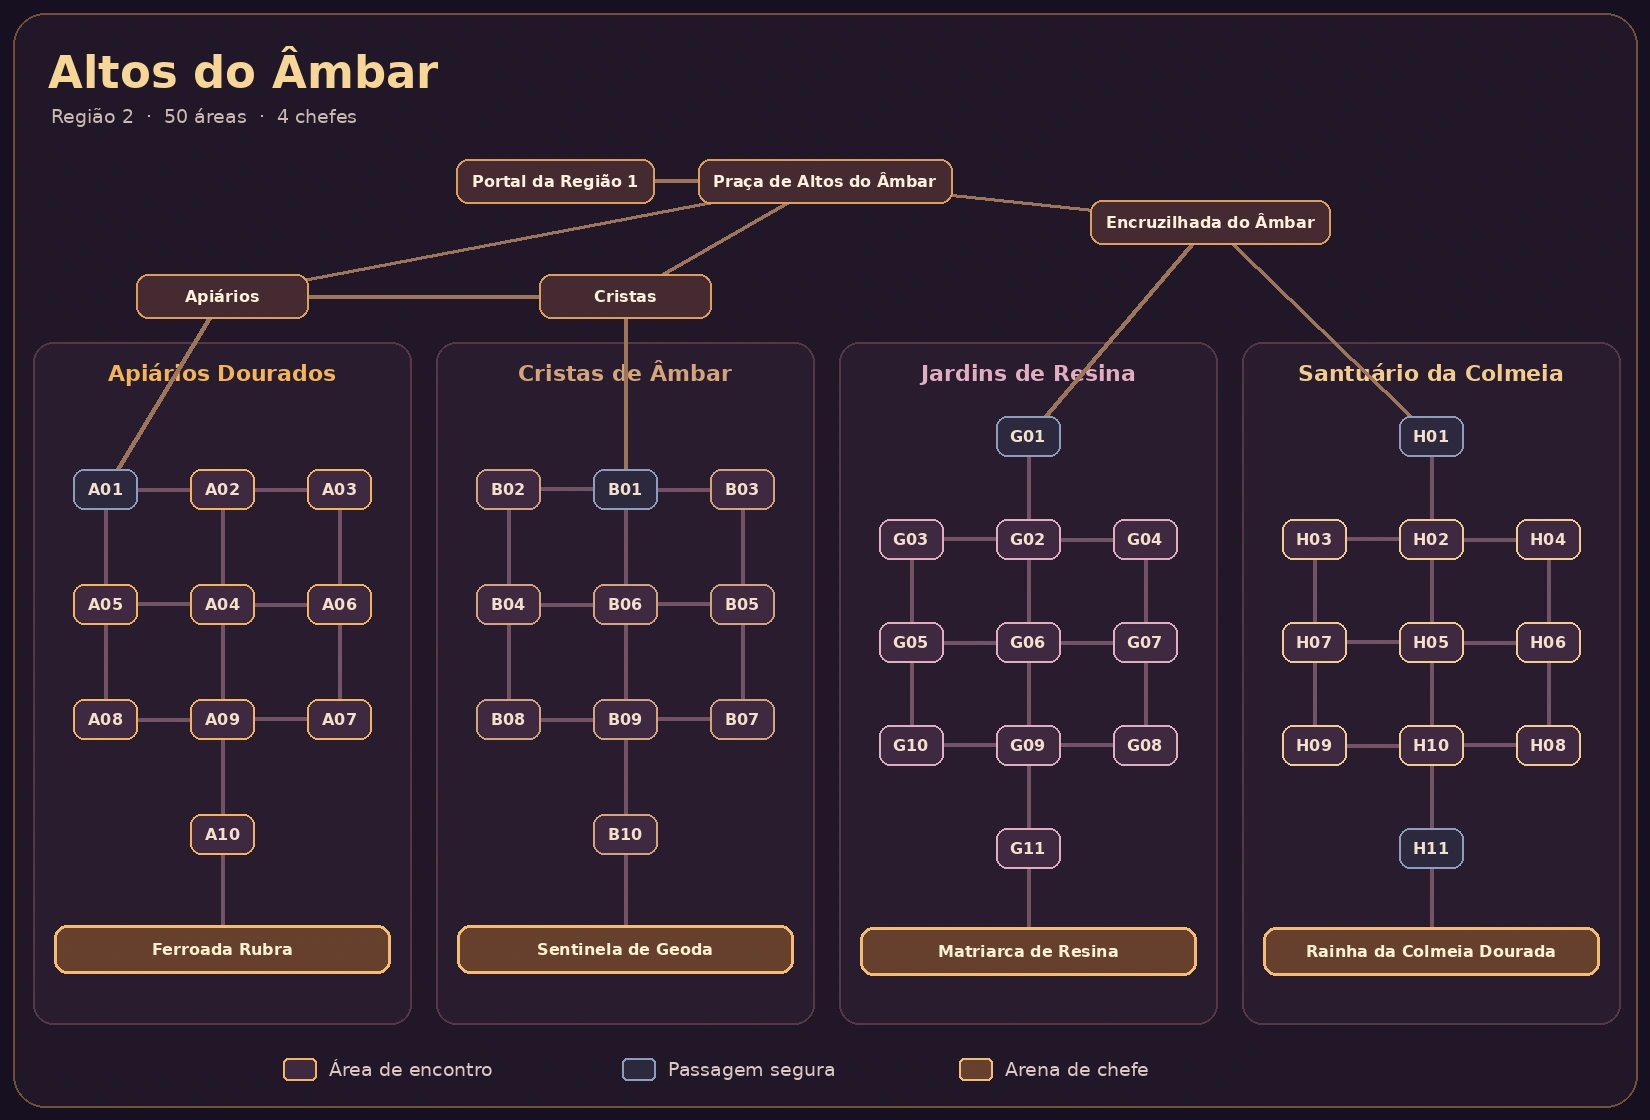 Altos do Âmbar
Região 2 · 50 áreas · 4 chefes
Portal da Região 1
Praça de Altos do Âmbar
Encruzilhada do Âmbar
Apiários
Cristas
Apiários Dourados
A01 A02 A03
A05 A04 A06
A08 A09 A07
A10
Ferroada Rubra
Cristas de Âmbar
B02 B01 B03
B04 B06 B05
B08 B09 B07
B10
Sentinela de Geoda
Jardins de Resina
G01
G03 G02 G04
G05 G06 G07
G10 G09 G08
G11
Matriarca de Resina
Santuário da Colmeia
H01
H03 H02 H04
H07 H05 H06
H09 H10 H08
H11
Rainha da Colmeia Dourada
Área de encontro
Passagem segura
Arena de chefe